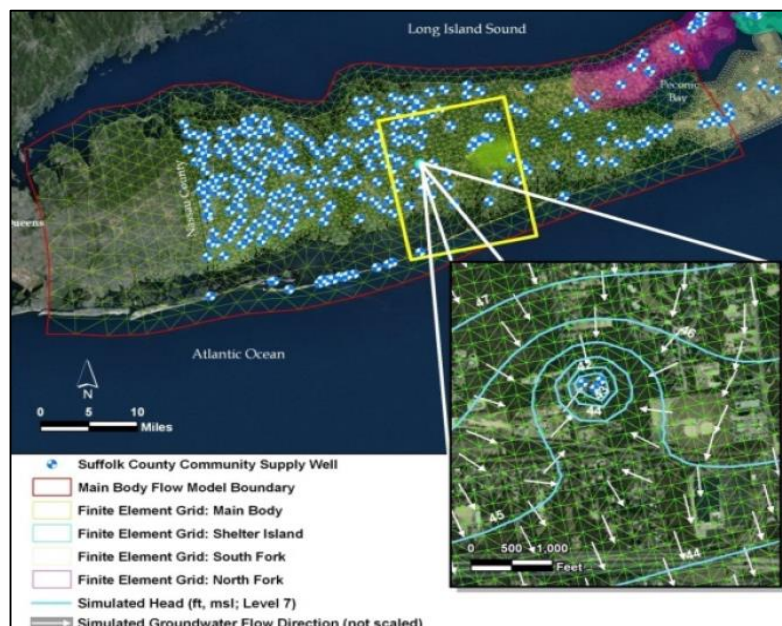 Long Island Sound
Peconic
Bay
Nassau County
Queens
Atlantic Ocean
N
0 5 10
Miles
47
46
42
44
45
44
0 500 1,000
Feet
Suffolk County Community Supply Well
Main Body Flow Model Boundary
Finite Element Grid: Main Body
Finite Element Grid: Shelter Island
Finite Element Grid: South Fork
Finite Element Grid: North Fork
Simulated Head (ft, msl; Level 7)
Simulated Groundwater Flow Direction (not scaled)